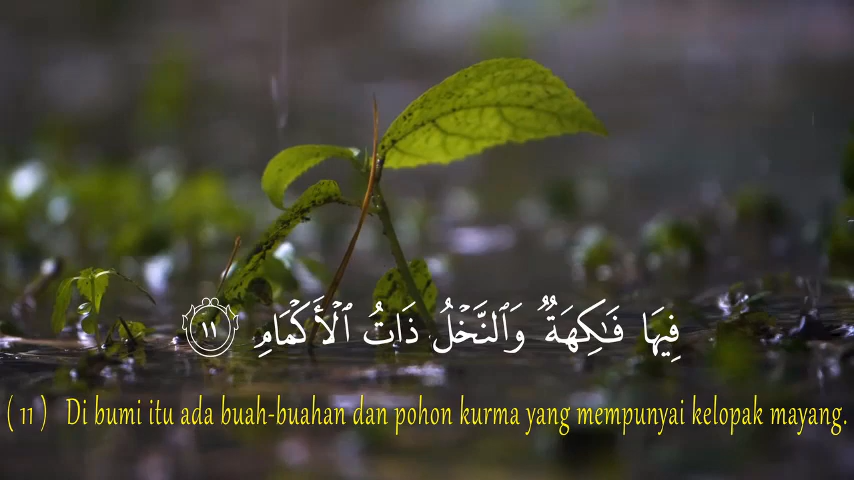 فِيهَا فَـٰكِهَةٌ وَٱلنَّخْلُ ذَاتُ ٱلْأَكْمَامِ ١١
( 11 ) Di bumi itu ada buah-buahan dan pohon kurma yang mempunyai kelopak mayang.